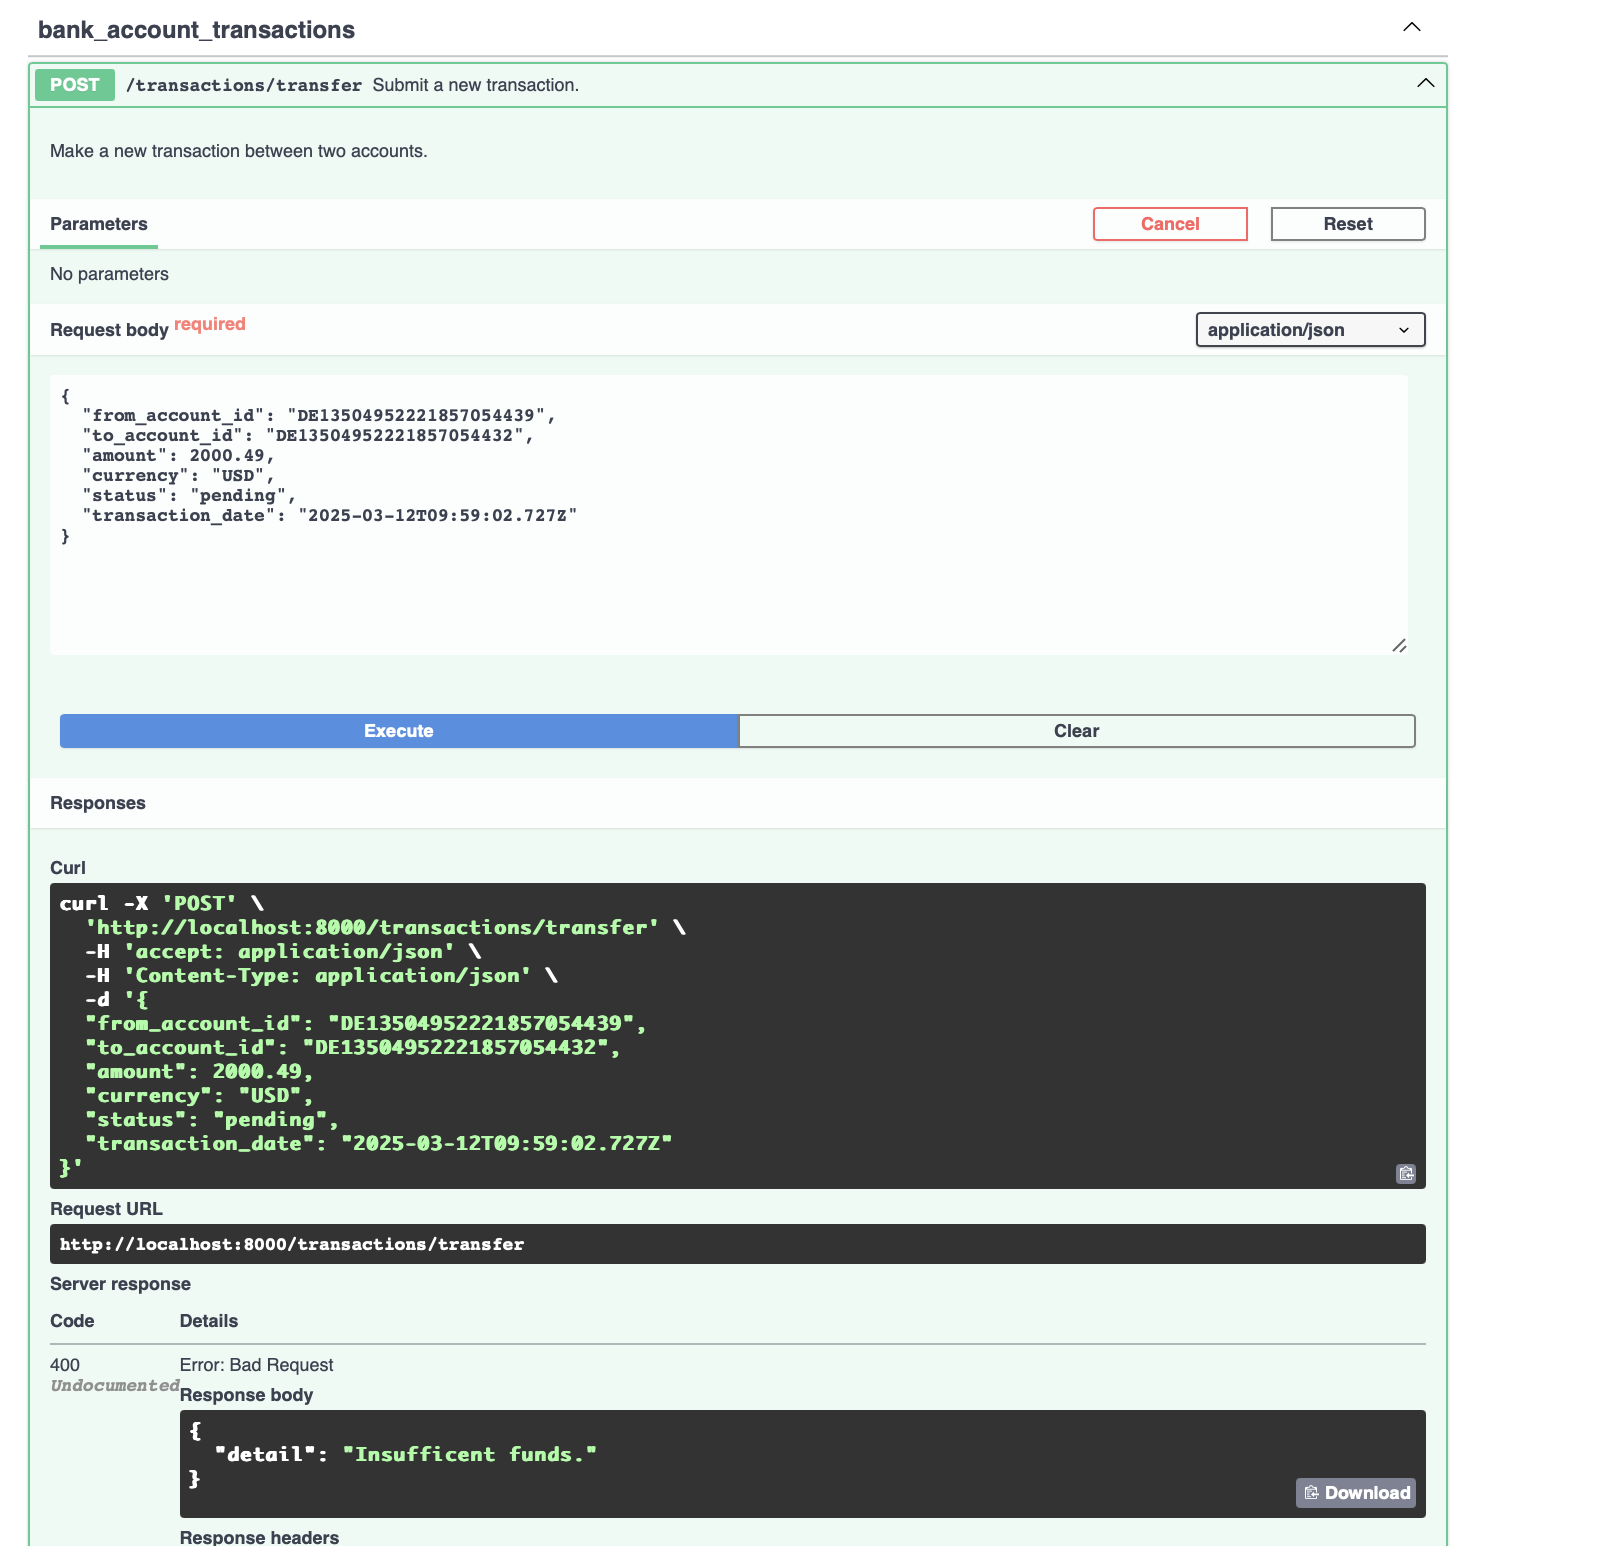 bank_account_transactions
POST /transactions/transfer Submit a new transaction.
Make a new transaction between two accounts.
Parameters
Cancel
Reset
No parameters
Request body required
application/json
{
  "from_account_id": "DE13504952221857054439",
  "to_account_id": "DE13504952221857054432",
  "amount": 2000.49,
  "currency": "USD",
  "status": "pending",
  "transaction_date": "2025-03-12T09:59:02.727Z"
}
Execute
Clear
Responses
Curl
curl -X 'POST' \
  'http://localhost:8000/transactions/transfer' \
  -H 'accept: application/json' \
  -H 'Content-Type: application/json' \
  -d '{
  "from_account_id": "DE13504952221857054439",
  "to_account_id": "DE13504952221857054432",
  "amount": 2000.49,
  "currency": "USD",
  "status": "pending",
  "transaction_date": "2025-03-12T09:59:02.727Z"
}'
Request URL
http://localhost:8000/transactions/transfer
Server response
Code Details
400 Error: Bad Request
Undocumented
Response body
{
  "detail": "Insufficent funds."
}
Download
Response headers